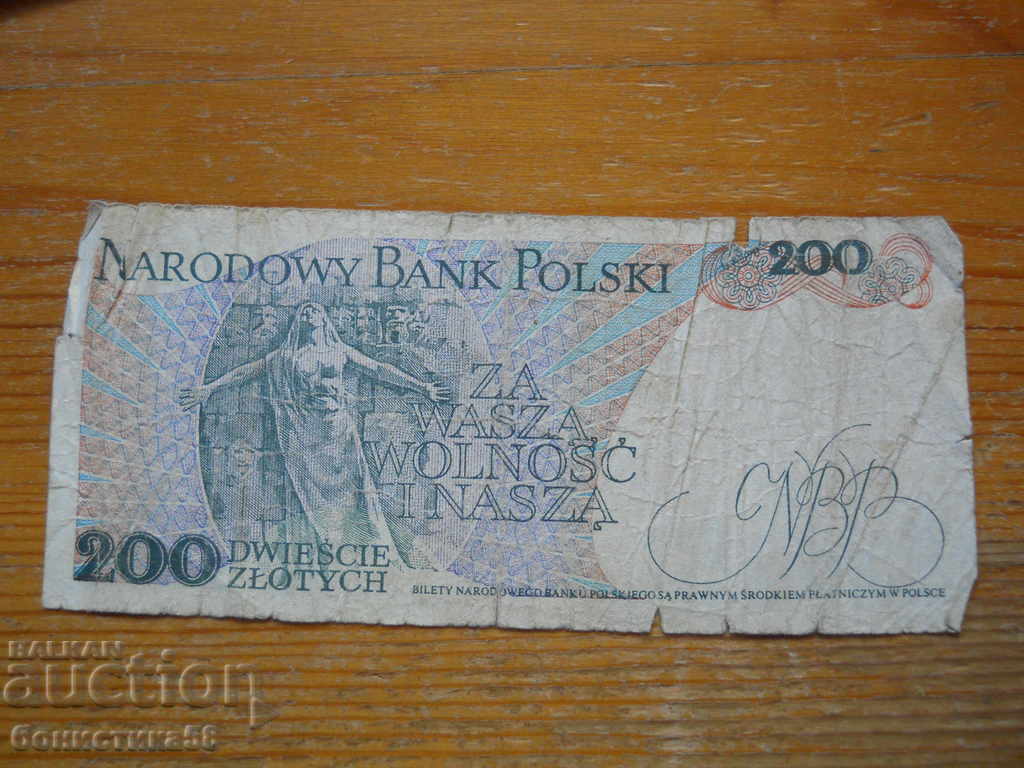 NARODOWY BANK POLSKI
200
ZA
WASZĄ
WOLNOŚĆ
I NASZĄ
NBP
200
DWIEŚCIE
ZŁOTYCH
BILETY NARODOWEGO BANKU POLSKIEGO SĄ PRAWNYM ŚRODKIEM PŁATNICZYM W POLSCE
BALKAN
auction
бонистика58